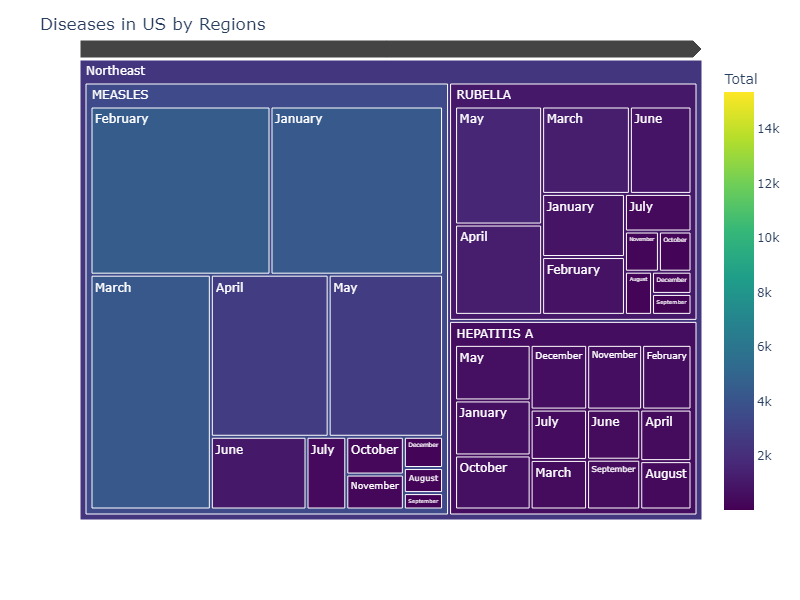 Diseases in US by Regions
Northeast
MEASLES
February
January
March
April
May
June
July
October
November
December
August
September
RUBELLA
May
March
June
April
January
February
July
November
October
August
December
September
HEPATITIS A
May
December
November
February
January
July
June
April
October
March
September
August
Total
14k
12k
10k
8k
6k
4k
2k